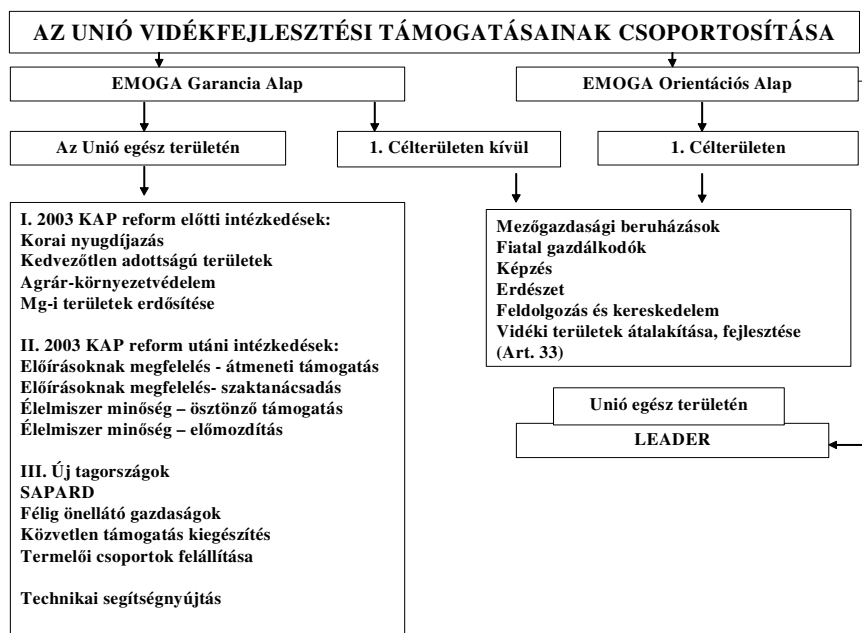 AZ UNIÓ VIDÉKFEJLESZTÉSI TÁMOGATÁSAINAK CSOPORTOSÍTÁSA
EMOGA Garancia Alap
EMOGA Orientációs Alap
Az Unió egész területén
1. Célterületen kívül
1. Célterületen
I. 2003 KAP reform előtti intézkedések:
Korai nyugdíjazás
Kedvezőtlen adottságú területek
Agrár-környezetvédelem
Mg-i területek erdősítése
II. 2003 KAP reform utáni intézkedések:
Előírásoknak megfelelés - átmeneti támogatás
Előírásoknak megfelelés- szaktanácsadás
Élelmiszer minőség – ösztönző támogatás
Élelmiszer minőség – előmozdítás
III. Új tagországok
SAPARD
Félig önellátó gazdaságok
Közvetlen támogatás kiegészítés
Termelői csoportok felállítása
Technikai segítségnyújtás
Mezőgazdasági beruházások
Fiatal gazdálkodók
Képzés
Erdészet
Feldolgozás és kereskedelem
Vidéki területek átalakítása, fejlesztése
(Art. 33)
Unió egész területén
LEADER